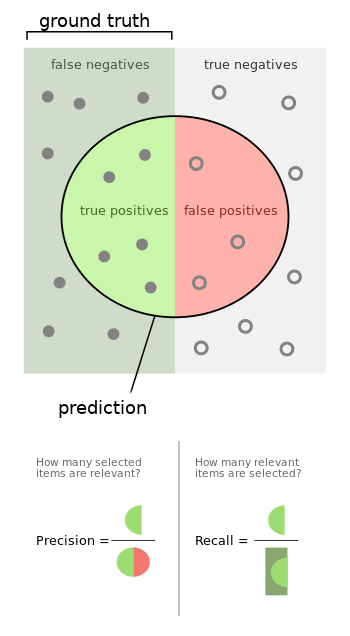 ground truth
false negatives
true negatives
true positives
false positives
prediction
How many selected
items are relevant?
How many relevant
items are selected?
Precision =
Recall =